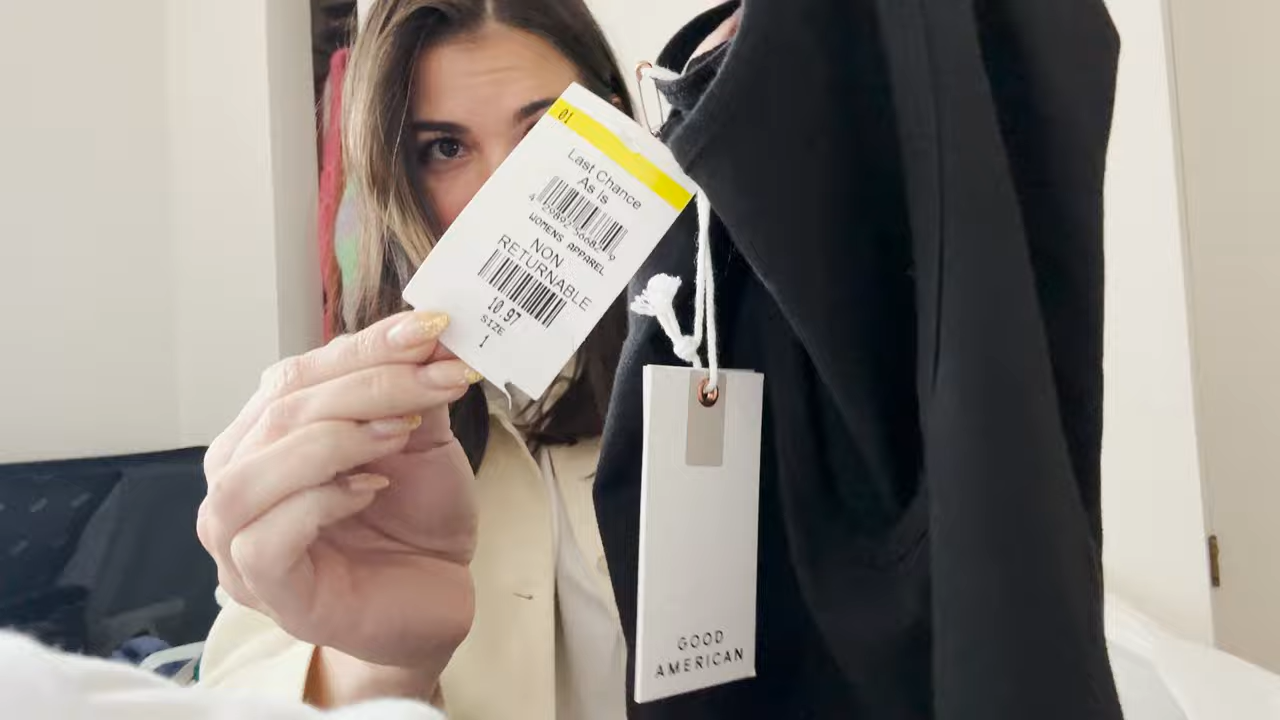 01
Last Chance
As Is
WOMENS APPAREL
NON
RETURNABLE
10.97
SIZE
1
GOOD
AMERICAN